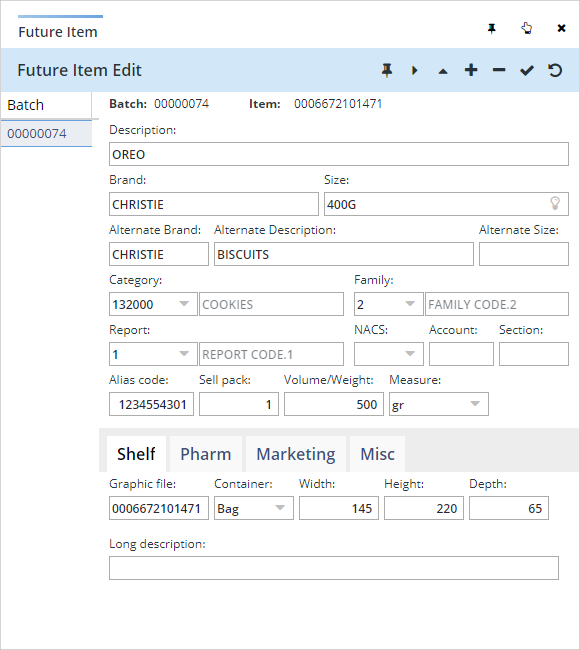 Future Item
Future Item Edit
Batch
00000074
Batch: 00000074 Item: 0006672101471
Description:
OREO
Brand: Size:
CHRISTIE 400G
Alternate Brand: Alternate Description: Alternate Size:
CHRISTIE BISCUITS
Category: Family:
132000 COOKIES 2 FAMILY CODE.2
Report: NACS: Account: Section:
1 REPORT CODE.1
Alias code: Sell pack: Volume/Weight: Measure:
1234554301 1 500 gr
Shelf Pharm Marketing Misc
Graphic file: Container: Width: Height: Depth:
0006672101471 Bag 145 220 65
Long description: